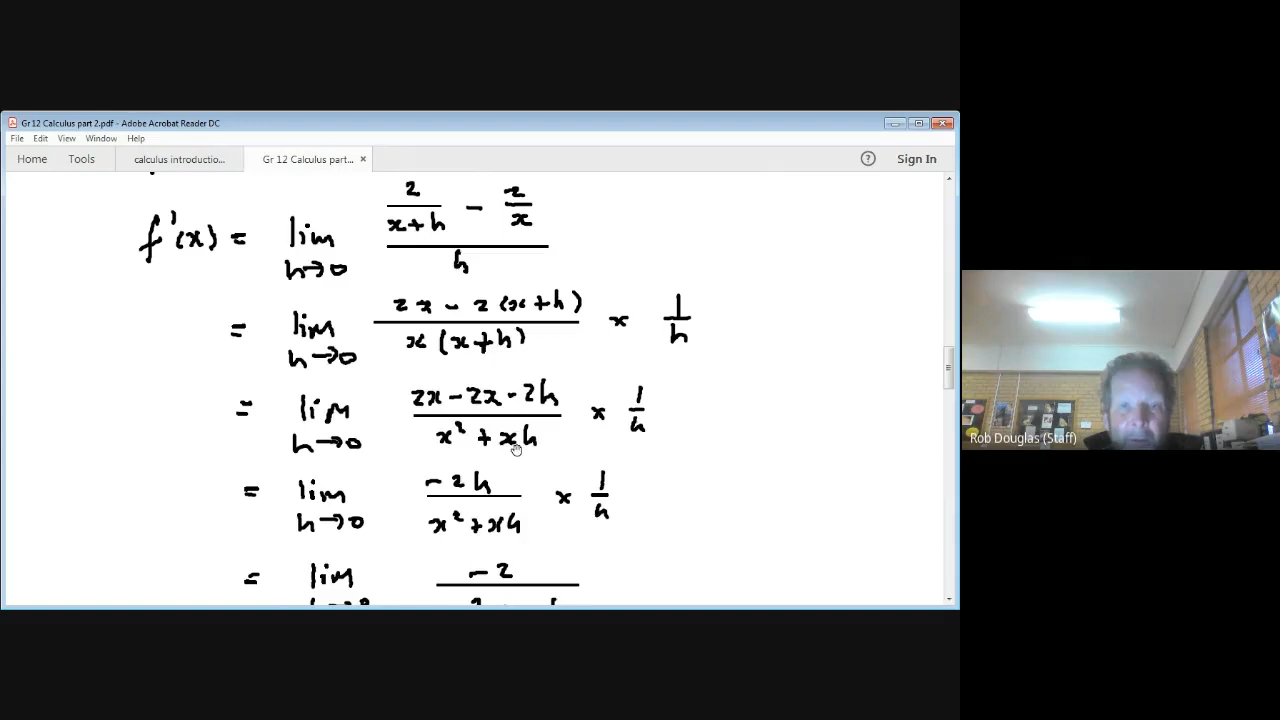 Gr 12 Calculus part 2.pdf - Adobe Acrobat Reader DC
File Edit View Window Help
Home Tools calculus introductio... Gr 12 Calculus part... × ? Sign In
f'(x) = lim h→0 (2/(x+h) - 2/x)/h
= lim h→0 (2x - 2(x+h))/(x(x+h)) × 1/h
= lim h→0 (2x - 2x - 2h)/(x² + xh) × 1/h
= lim h→0 (-2h)/(x² + xh) × 1/h
= lim -2
Rob Douglas (Staff)